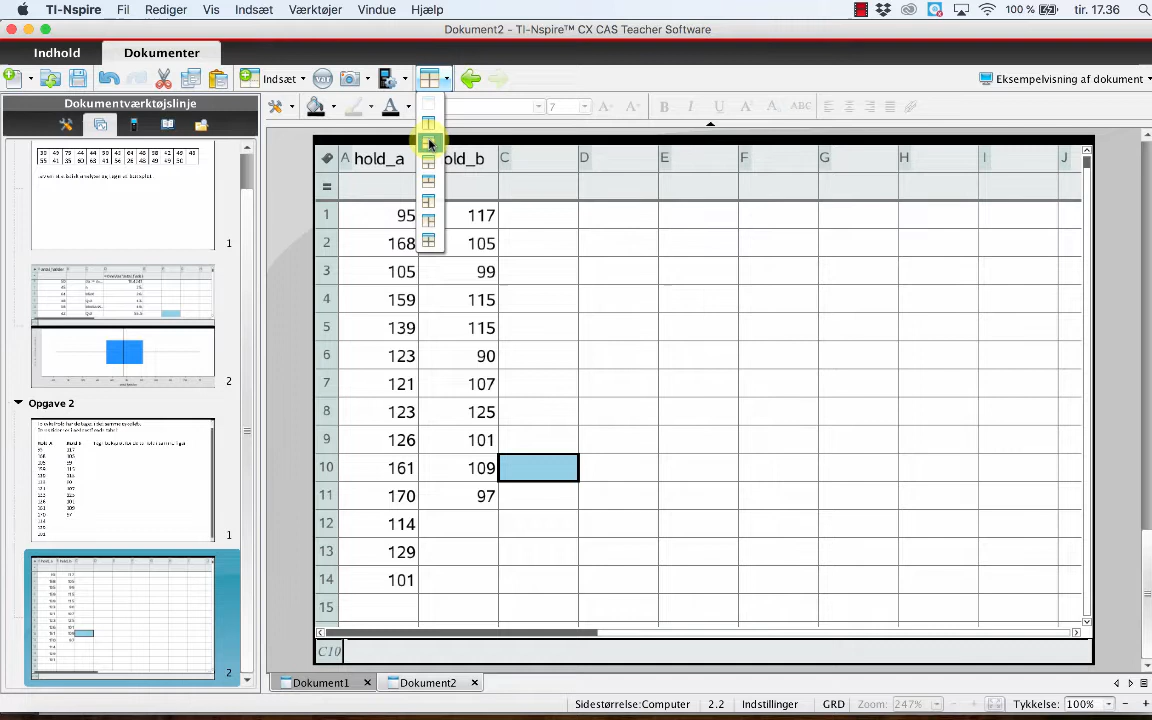 TI-Nspire Fil Rediger Vis Indsæt Værktøjer Vindue Hjælp 100 % tir. 17.36
Dokument2 - TI-Nspire™ CX CAS Teacher Software
Indhold Dokumenter
Indsæt var Eksempelvisning af dokument
Dokumentværktøjslinje
A 7 B I U ABC
1
2
Opgave 2
1
2
A hold_a old_b C D E F G H I J
=
1 95 117
2 168 105
3 105 99
4 159 115
5 139 115
6 123 90
7 121 107
8 123 125
9 126 101
10 161 109
11 170 97
12 114
13 129
14 101
15
C10
Dokument1 Dokument2
Sidestørrelse:Computer 2.2 Indstillinger GRD Zoom: 247% Tykkelse: 100% − +